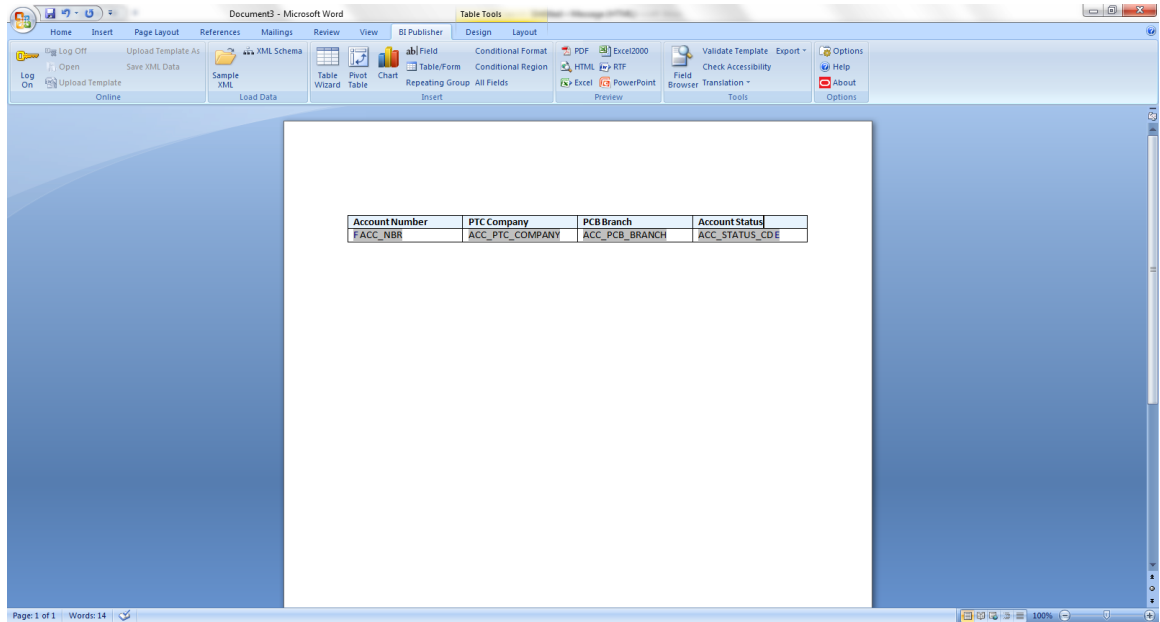 Document3 - Microsoft Word Table Tools
Home Insert Page Layout References Mailings Review View BI Publisher Design Layout
Log Off Upload Template As XML Schema ab Field Conditional Format PDF Excel2000 Validate Template Export Options
Open Save XML Data Table/Form Conditional Region HTML RTF Check Accessibility Help
Upload Template Repeating Group All Fields Excel PowerPoint Translation About
Log On Sample XML Table Wizard Pivot Table Chart Field Browser
Online Load Data Insert Preview Tools Options
Account Number PTC Company PCB Branch Account Status
F ACC_NBR ACC_PTC_COMPANY ACC_PCB_BRANCH ACC_STATUS_CD E
Page: 1 of 1 Words: 14 100%